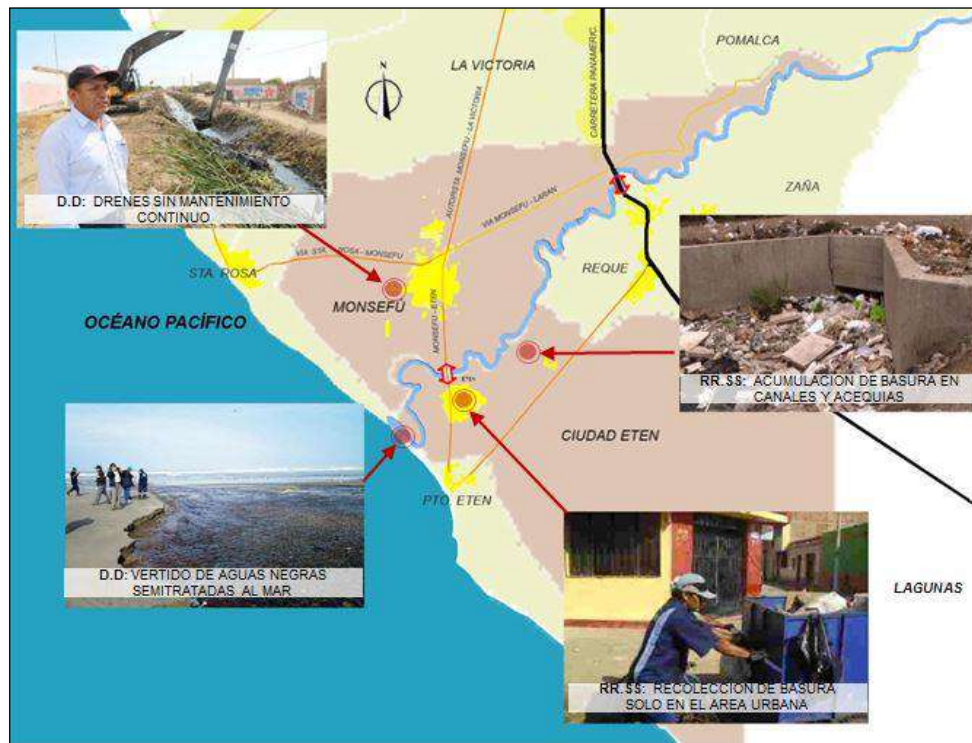 POMALCA
LA VICTORIA
CARRETERA PANAMERIC.
N
AUTOPISTA MONSEFU - LA VICTORIA
D.D: DRENES SIN MANTENIMIENTO
CONTINUO
VIA MONSEFU - LARAN
ZAÑA
VIA STA. ROSA - MONSEFU
STA. ROSA
REQUE
MONSEFÚ
OCÉANO PACÍFICO
MONSEFU - ETEN
RR.SS: ACUMULACION DE BASURA EN
CANALES Y ACEQUIAS
CIUDAD ETEN
PTO. ETEN
D.D: VERTIDO DE AGUAS NEGRAS
SEMITRATADAS AL MAR
LAGUNAS
RR.SS: RECOLECCION DE BASURA
SOLO EN EL AREA URBANA